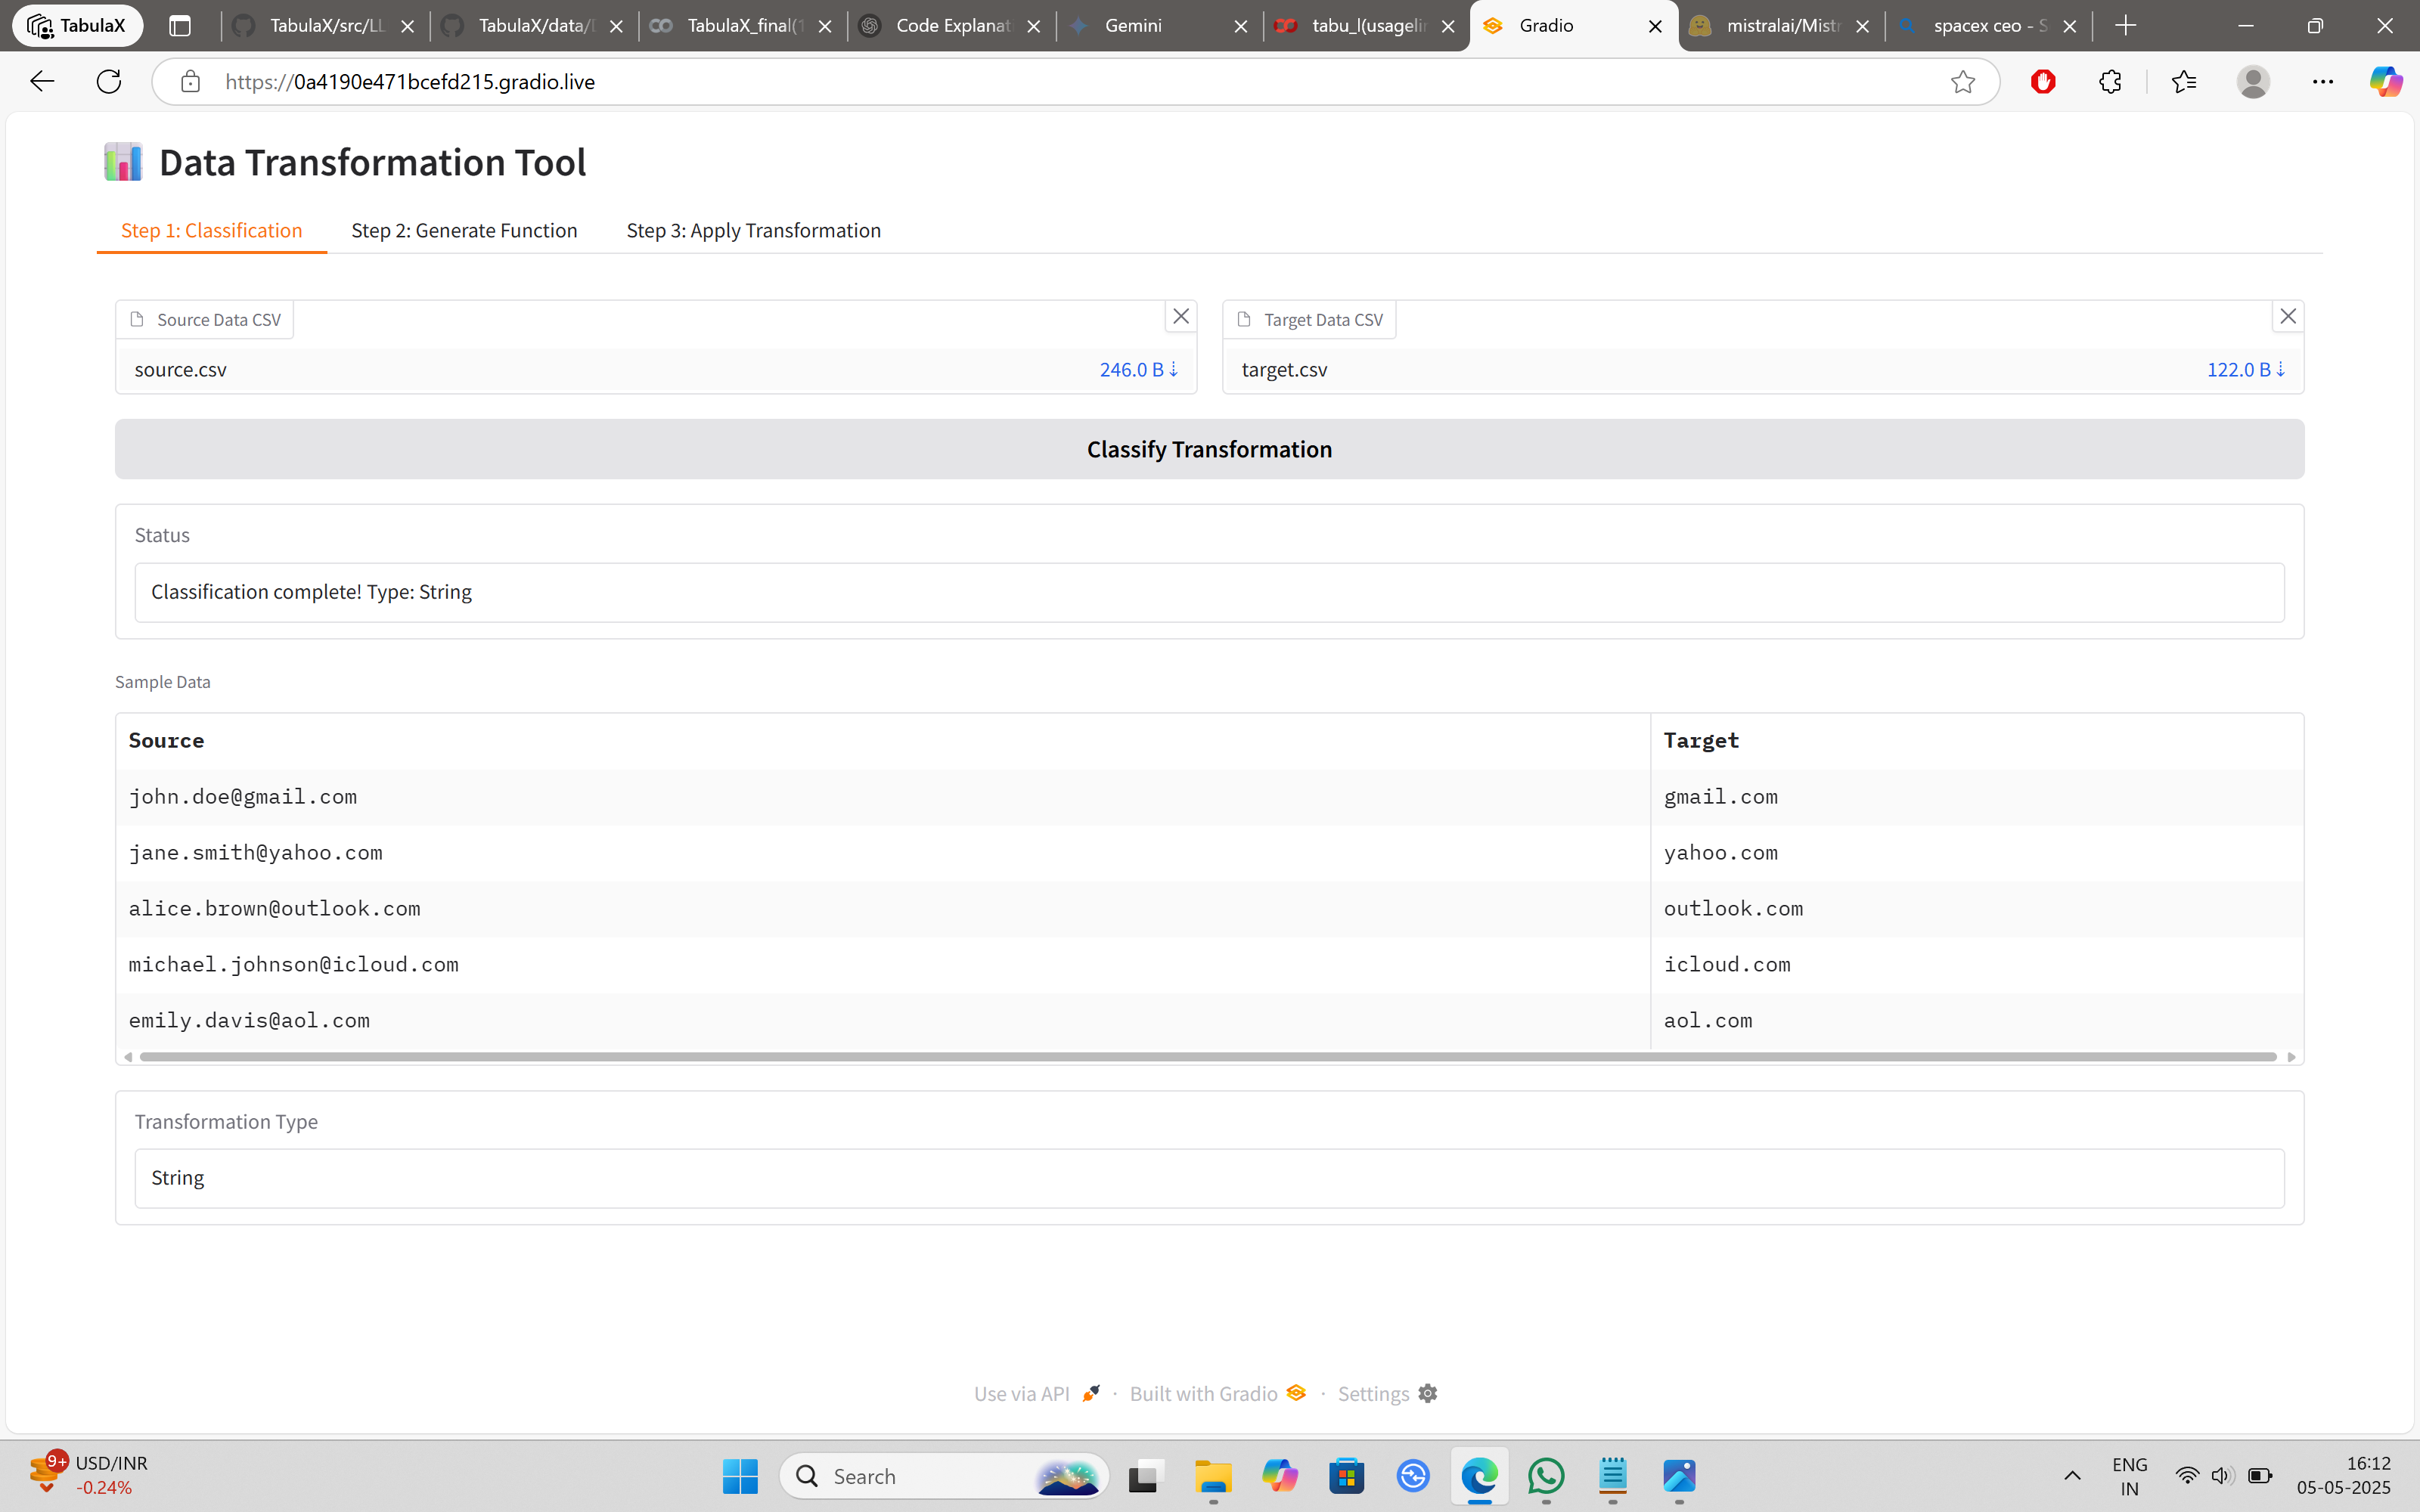 TabulaX
TabulaX/src/LL
TabulaX/data/
TabulaX_final(1
Code Explanat
Gemini
tabu_l(usagelin
Gradio
mistralai/Mistr
spacex ceo - S
https://0a4190e471bcefd215.gradio.live
Data Transformation Tool
Step 1: Classification
Step 2: Generate Function
Step 3: Apply Transformation
Source Data CSV
Target Data CSV
source.csv
246.0 B ⇣
target.csv
122.0 B ⇣
Classify Transformation
Status
Classification complete! Type: String
Sample Data
Source Target
john.doe@gmail.com gmail.com
jane.smith@yahoo.com yahoo.com
alice.brown@outlook.com outlook.com
michael.johnson@icloud.com icloud.com
emily.davis@aol.com aol.com
Transformation Type
String
Use via API · Built with Gradio · Settings
9+
USD/INR
-0.24%
Search
ENG
IN
16:12
05-05-2025